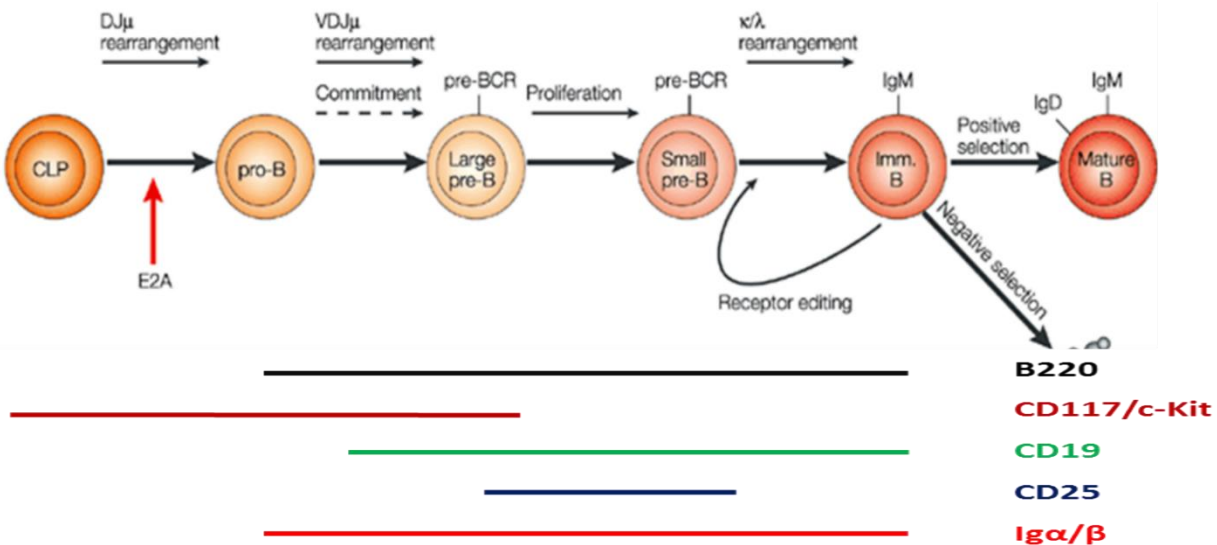 DJμ
rearrangement
VDJμ
rearrangement
Commitment
pre-BCR
Proliferation
pre-BCR
κ/λ
rearrangement
IgM
Positive
selection
IgD
IgM
CLP
pro-B
Large
pre-B
Small
pre-B
Imm.
B
Mature
B
E2A
Receptor editing
Negative selection
B220
CD117/c-Kit
CD19
CD25
Igα/β